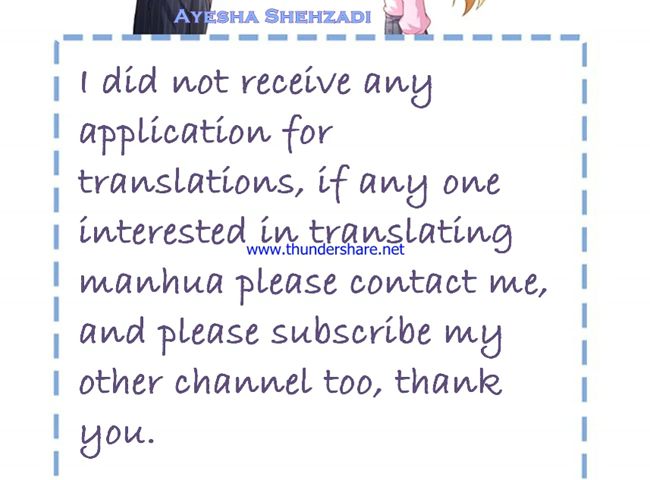 AYESHA SHEHZADI
I did not receive any
application for
translations, if any one
interested in translating
www.thundershare.net
manhua please contact me,
and please subscribe my
other channel too, thank
you.